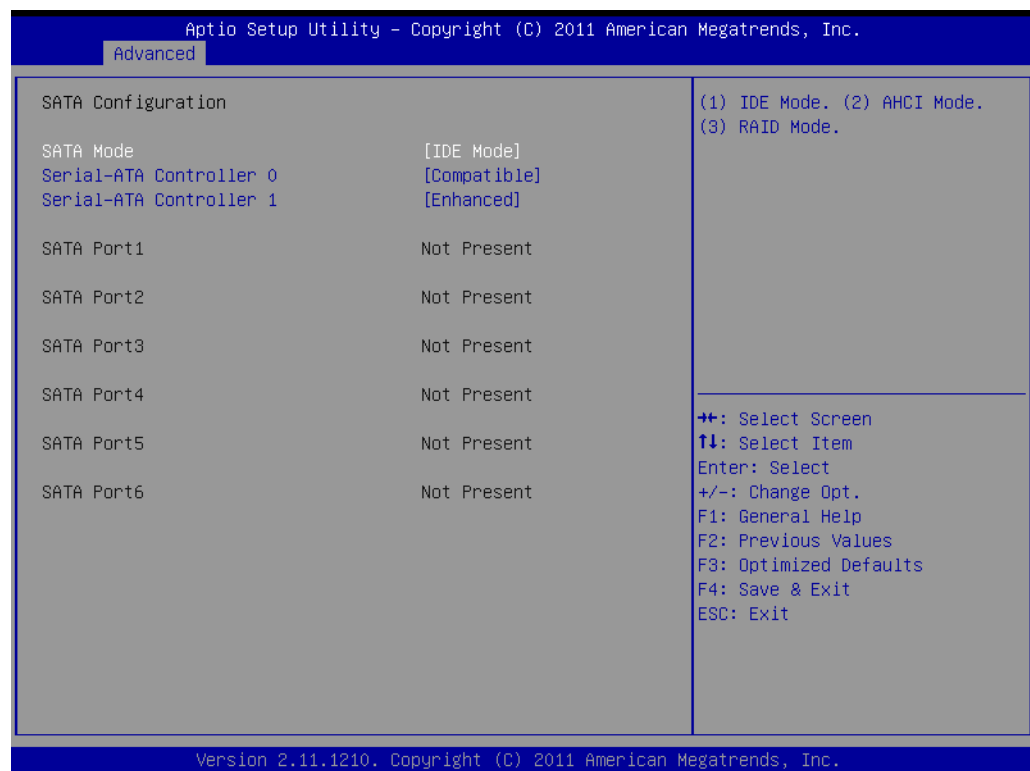 Aptio Setup Utility – Copyright (C) 2011 American Megatrends, Inc.
Advanced
SATA Configuration
SATA Mode [IDE Mode]
Serial-ATA Controller 0 [Compatible]
Serial-ATA Controller 1 [Enhanced]
SATA Port1 Not Present
SATA Port2 Not Present
SATA Port3 Not Present
SATA Port4 Not Present
SATA Port5 Not Present
SATA Port6 Not Present
(1) IDE Mode. (2) AHCI Mode.
(3) RAID Mode.
→←: Select Screen
↑↓: Select Item
Enter: Select
+/-: Change Opt.
F1: General Help
F2: Previous Values
F3: Optimized Defaults
F4: Save & Exit
ESC: Exit
Version 2.11.1210. Copyright (C) 2011 American Megatrends, Inc.